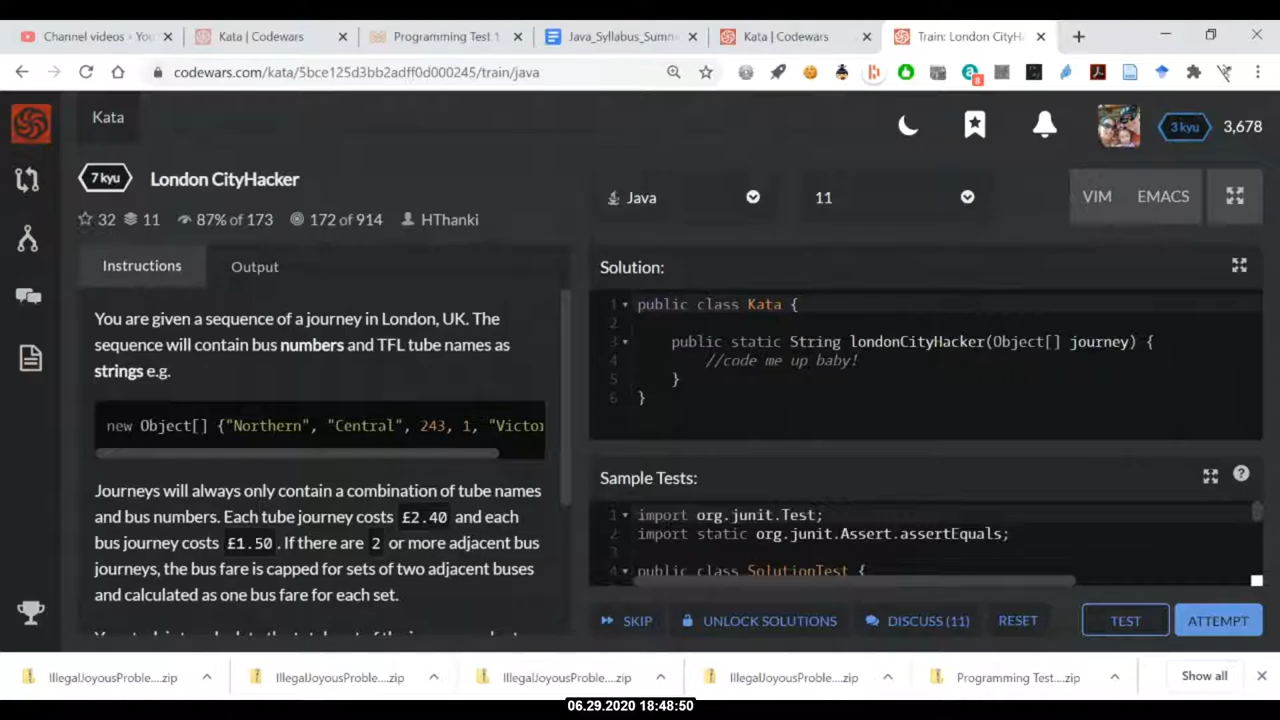 Channel videos - You
Kata | Codewars
Programming Test 1
Java_Syllabus_Summ
Kata | Codewars
Train: London CityH
codewars.com/kata/5bce125d3bb2adff0d000245/train/java
8
Kata
3 kyu
3,678
7 kyu
London CityHacker
32
11
87% of 173
172 of 914
HThanki
Java
11
VIM
EMACS
Instructions
Output
You are given a sequence of a journey in London, UK. The
sequence will contain bus numbers and TFL tube names as
strings e.g.
new Object[] {"Northern", "Central", 243, 1, "Victor
Journeys will always only contain a combination of tube names
and bus numbers. Each tube journey costs £2.40 and each
bus journey costs £1.50. If there are 2 or more adjacent bus
journeys, the bus fare is capped for sets of two adjacent buses
and calculated as one bus fare for each set.
Solution:
1 public class Kata {
2
3 public static String londonCityHacker(Object[] journey) {
4 //code me up baby!
5 }
6 }
Sample Tests:
1 import org.junit.Test;
2 import static org.junit.Assert.assertEquals;
3
4 public class SolutionTest {
SKIP
UNLOCK SOLUTIONS
DISCUSS (11)
RESET
TEST
ATTEMPT
IllegalJoyousProble....zip
IllegalJoyousProble....zip
IllegalJoyousProble....zip
IllegalJoyousProble....zip
Programming Test....zip
Show all
06.29.2020 18:48:50